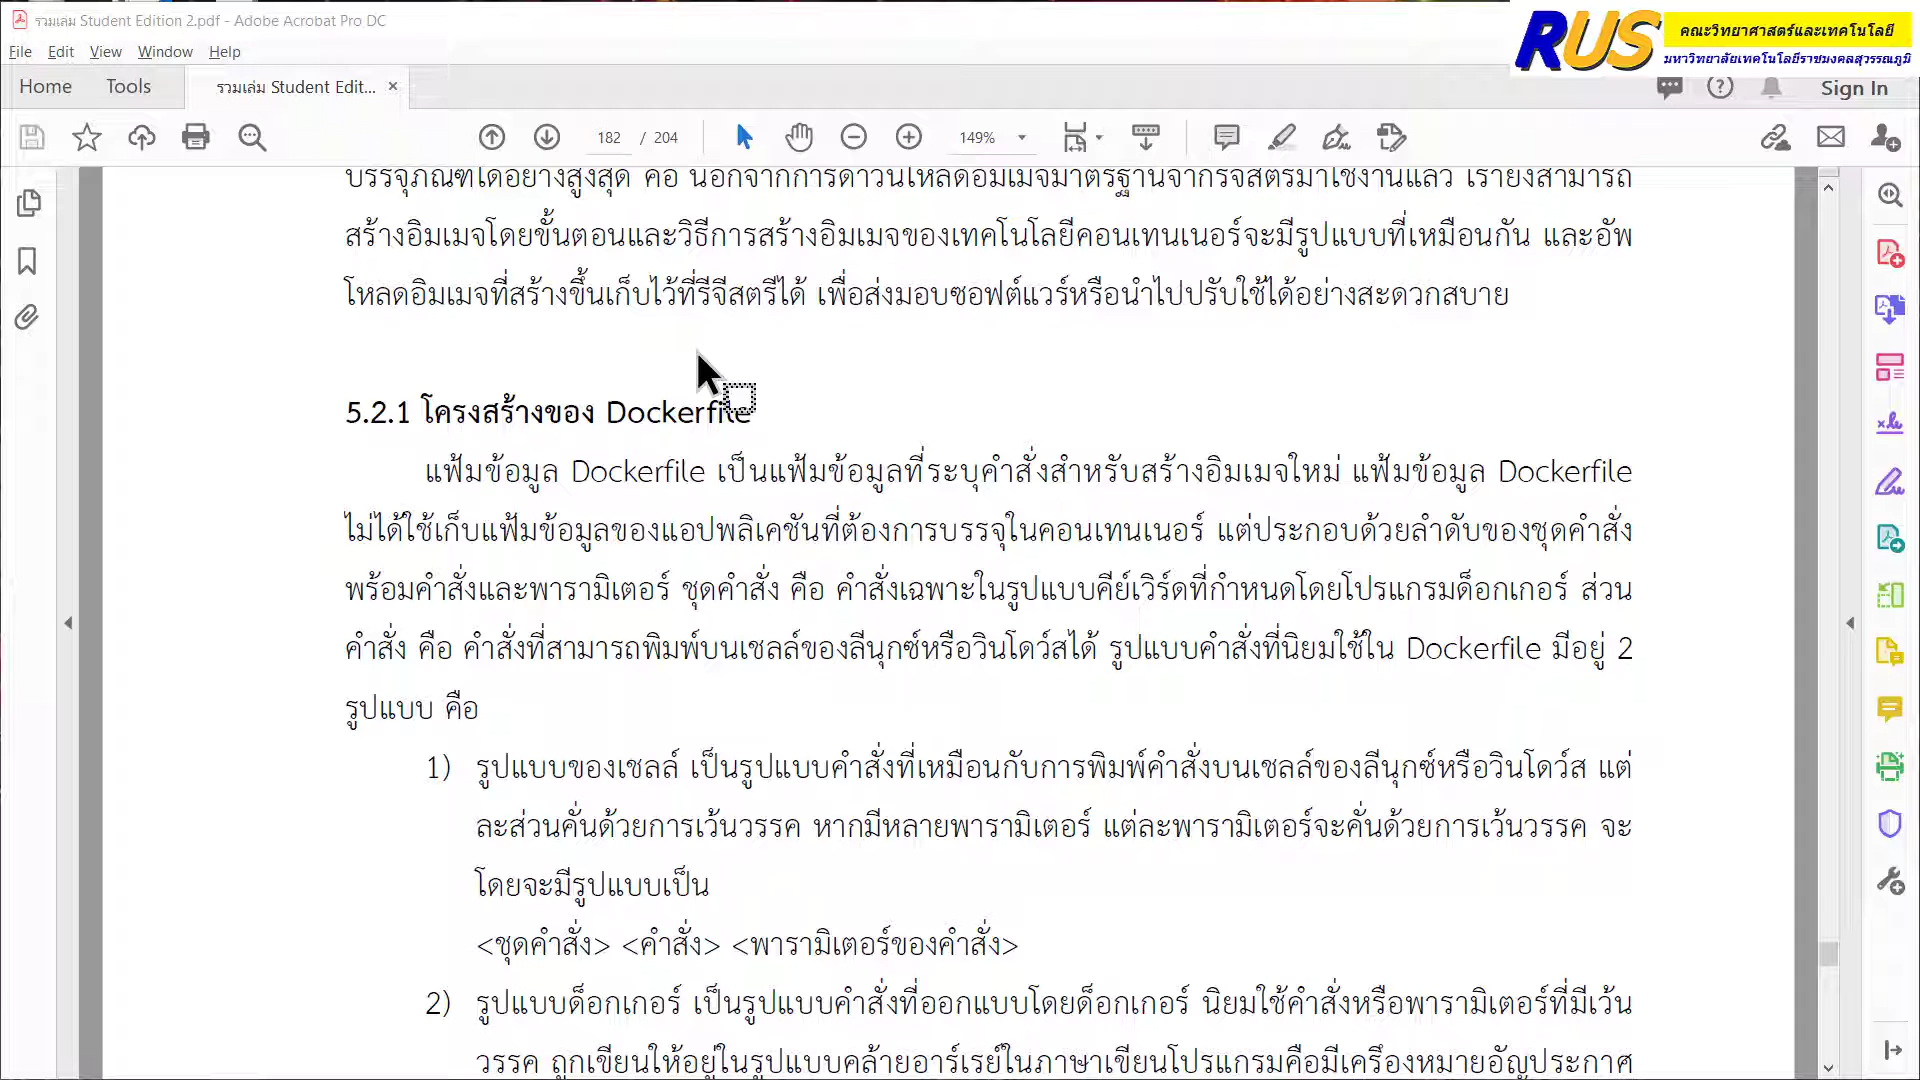 รวมเล่ม Student Edition 2.pdf - Adobe Acrobat Pro DC
RUS
คณะวิทยาศาสตร์และเทคโนโลยี
มหาวิทยาลัยเทคโนโลยีราชมงคลสุวรรณภูมิ
File Edit View Window Help
Home Tools รวมเล่ม Student Edit... × Sign In
182 / 204 149%
สร้างอิมเมจโดยขั้นตอนและวิธีการสร้างอิมเมจของเทคโนโลยีคอนเทนเนอร์จะมีรูปแบบที่เหมือนกัน และอัพ
โหลดอิมเมจที่สร้างขึ้นเก็บไว้ที่รีจีสตรีได้ เพื่อส่งมอบซอฟต์แวร์หรือนำไปปรับใช้ได้อย่างสะดวกสบาย
5.2.1 โครงสร้างของ Dockerfile
แฟ้มข้อมูล Dockerfile เป็นแฟ้มข้อมูลที่ระบุคำสั่งสำหรับสร้างอิมเมจใหม่ แฟ้มข้อมูล Dockerfile
ไม่ได้ใช้เก็บแฟ้มข้อมูลของแอปพลิเคชันที่ต้องการบรรจุในคอนเทนเนอร์ แต่ประกอบด้วยลำดับของชุดคำสั่ง
พร้อมคำสั่งและพารามิเตอร์ ชุดคำสั่ง คือ คำสั่งเฉพาะในรูปแบบคีย์เวิร์ดที่กำหนดโดยโปรแกรมด็อกเกอร์ ส่วน
คำสั่ง คือ คำสั่งที่สามารถพิมพ์บนเชลล์ของลีนุกซ์หรือวินโดว์สได้ รูปแบบคำสั่งที่นิยมใช้ใน Dockerfile มีอยู่ 2
รูปแบบ คือ
1) รูปแบบของเชลล์ เป็นรูปแบบคำสั่งที่เหมือนกับการพิมพ์คำสั่งบนเชลล์ของลีนุกซ์หรือวินโดว์ส แต่
ละส่วนคั่นด้วยการเว้นวรรค หากมีหลายพารามิเตอร์ แต่ละพารามิเตอร์จะคั่นด้วยการเว้นวรรค จะ
โดยจะมีรูปแบบเป็น
<ชุดคำสั่ง> <คำสั่ง> <พารามิเตอร์ของคำสั่ง>
2) รูปแบบด็อกเกอร์ เป็นรูปแบบคำสั่งที่ออกแบบโดยด็อกเกอร์ นิยมใช้คำสั่งหรือพารามิเตอร์ที่มีเว้น
วรรค ถูกเขียนให้อยู่ในรูปแบบคล้ายอาร์เรย์ในภาษาเขียนโปรแกรมคือมีเครื่องหมายอัญประกาศ